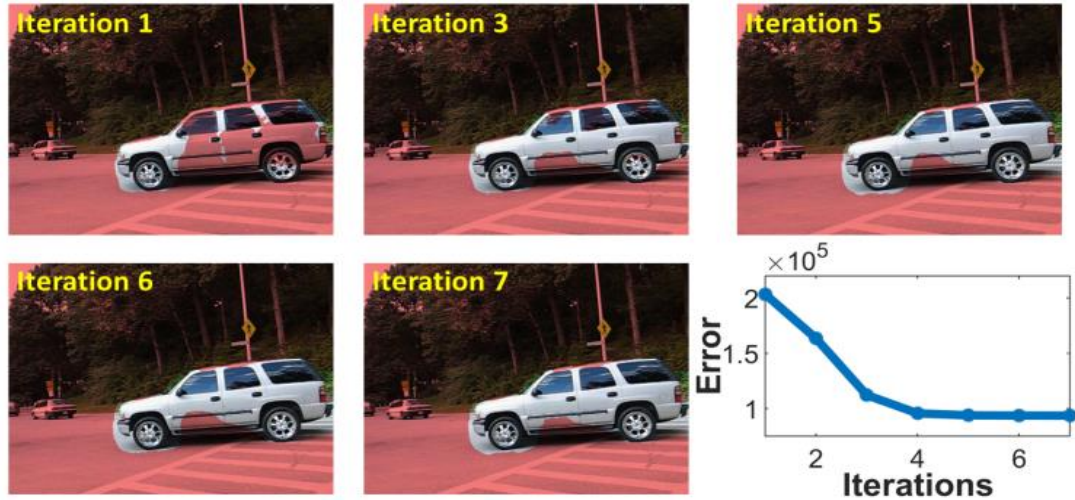 Iteration 1
Iteration 3
Iteration 5
Iteration 6
Iteration 7
×10⁵
2
1.5
1
Error
2
4
6
Iterations